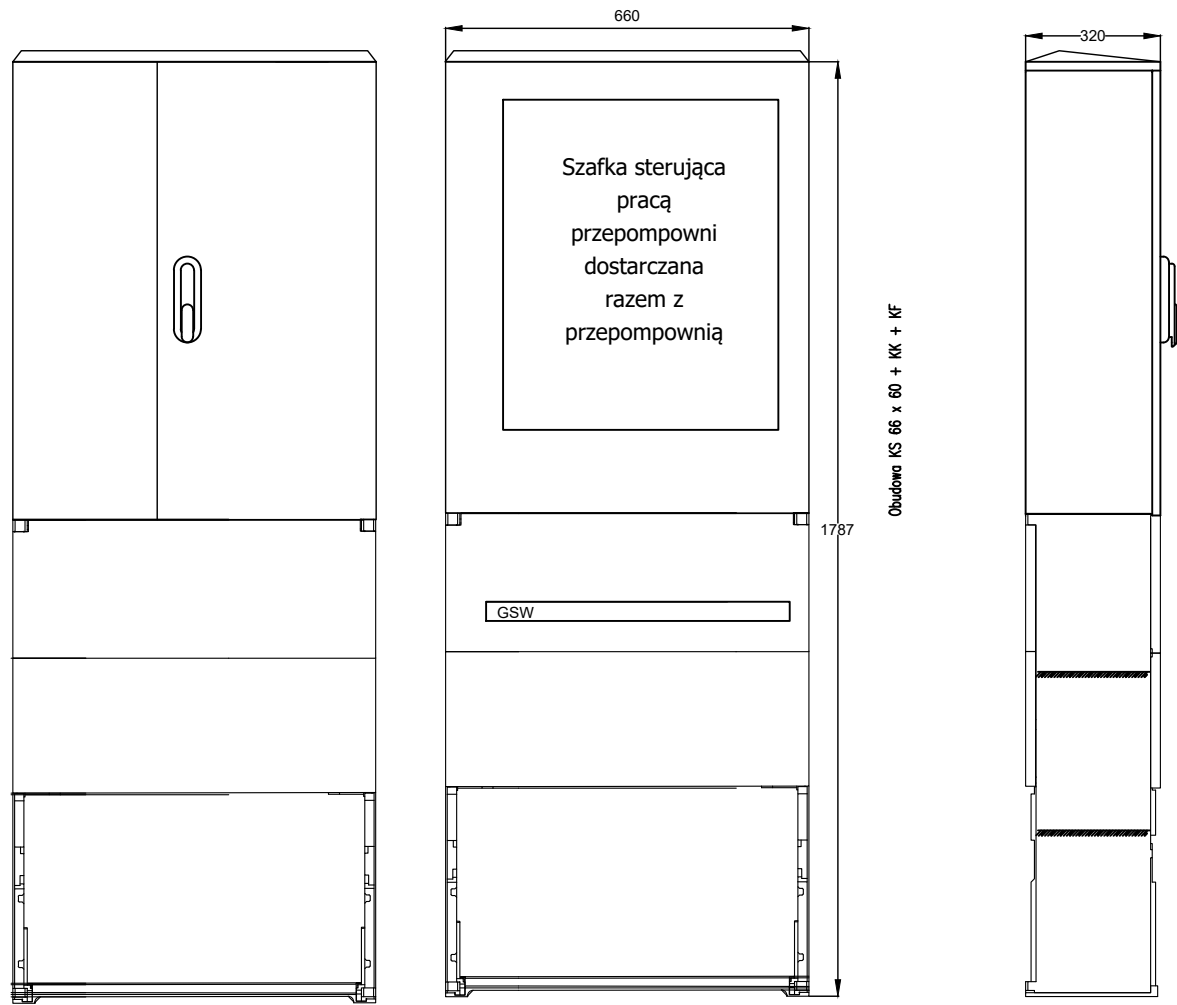 660
320
Szafka sterująca
pracą
przepompowni
dostarczana
razem z
przepompownią
Obudowa KS 66 x 60 + KK + KF
1787
GSW